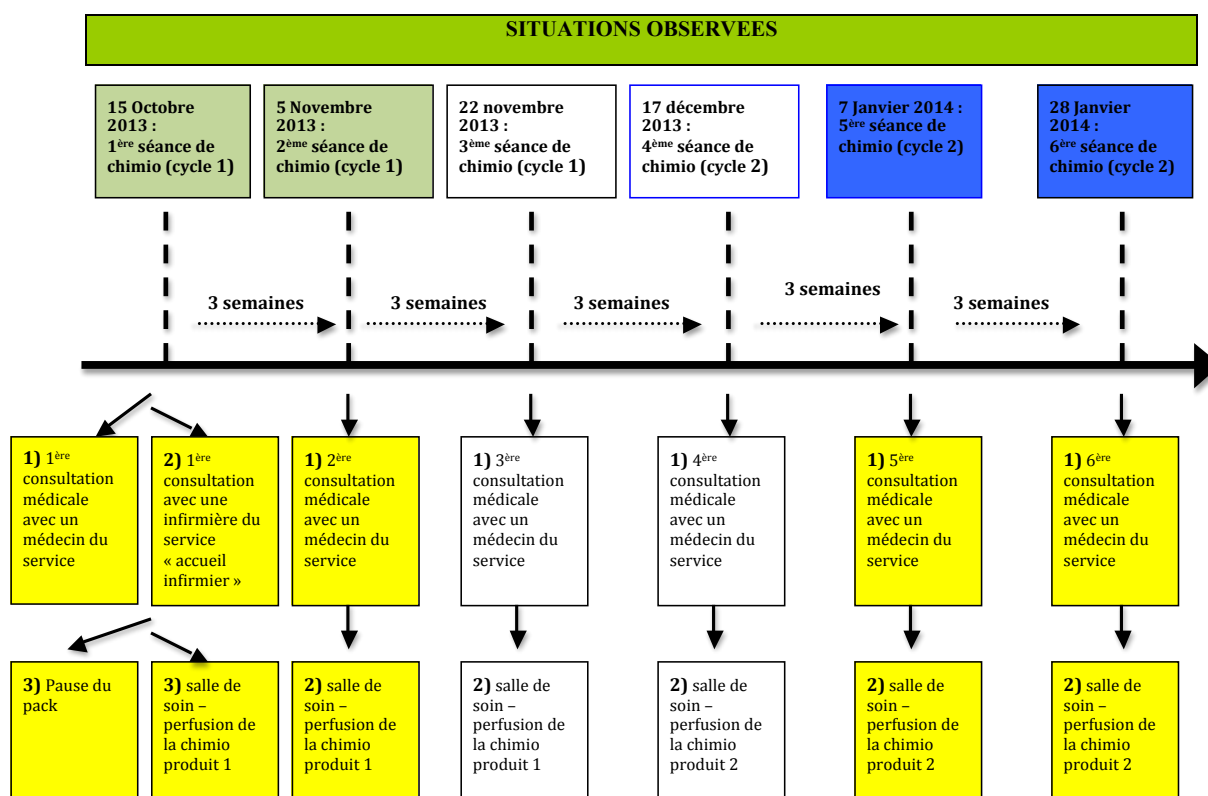 SITUATIONS OBSERVEES
15 Octobre
2013 :
1ère séance de
chimio (cycle 1)
5 Novembre
2013 :
2ème séance de
chimio (cycle 1)
22 novembre
2013 :
3ème séance de
chimio (cycle 1)
17 décembre
2013 :
4ème séance de
chimio (cycle 2)
7 Janvier 2014 :
5ère séance de
chimio (cycle 2)
28 Janvier
2014 :
6ère séance de
chimio (cycle 2)
3 semaines
3 semaines
3 semaines
3 semaines
3 semaines
1) 1ère
consultation
médicale
avec un
médecin du
service
2) 1ère
consultation
avec une
infirmière du
service
« accueil
infirmier »
1) 2ère
consultation
médicale
avec un
médecin du
service
1) 3ère
consultation
médicale
avec un
médecin du
service
1) 4ère
consultation
médicale
avec un
médecin du
service
1) 5ère
consultation
médicale
avec un
médecin du
service
1) 6ère
consultation
médicale
avec un
médecin du
service
3) Pause du
pack
3) salle de
soin –
perfusion de
la chimio
produit 1
2) salle de
soin –
perfusion de
la chimio
produit 1
2) salle de
soin –
perfusion de
la chimio
produit 1
2) salle de
soin –
perfusion de
la chimio
produit 2
2) salle de
soin –
perfusion de
la chimio
produit 2
2) salle de
soin –
perfusion de
la chimio
produit 2